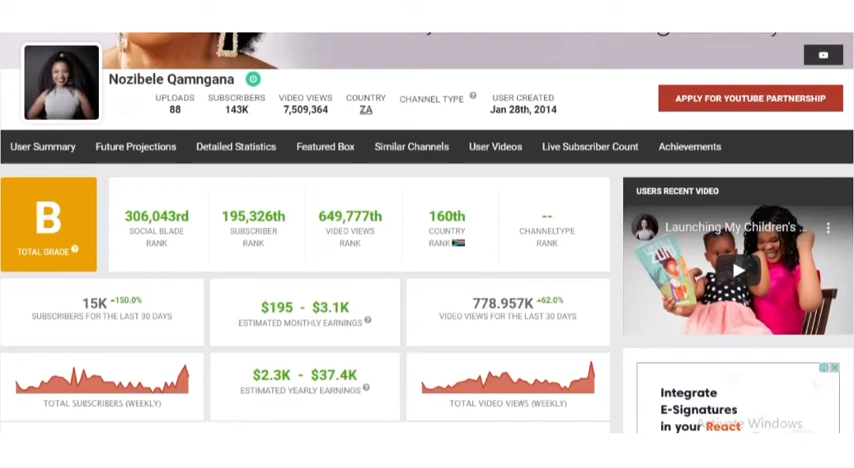 Nozibele Qamngana
UPLOADS SUBSCRIBERS VIDEO VIEWS COUNTRY CHANNEL TYPE USER CREATED
88 143K 7,509,364 ZA Jan 28th, 2014
APPLY FOR YOUTUBE PARTNERSHIP
User Summary Future Projections Detailed Statistics Featured Box Similar Channels User Videos Live Subscriber Count Achievements
B
TOTAL GRADE
306,043rd
SOCIAL BLADE
RANK
195,326th
SUBSCRIBER
RANK
649,777th
VIDEO VIEWS
RANK
160th
COUNTRY
RANK
--
CHANNELTYPE
RANK
USERS RECENT VIDEO
Launching My Children's ...
15K +150.0%
SUBSCRIBERS FOR THE LAST 30 DAYS
$195 - $3.1K
ESTIMATED MONTHLY EARNINGS
778.957K +62.0%
VIDEO VIEWS FOR THE LAST 30 DAYS
TOTAL SUBSCRIBERS (WEEKLY)
$2.3K - $37.4K
ESTIMATED YEARLY EARNINGS
TOTAL VIDEO VIEWS (WEEKLY)
Integrate
E-Signatures
in your React
Activate Windows